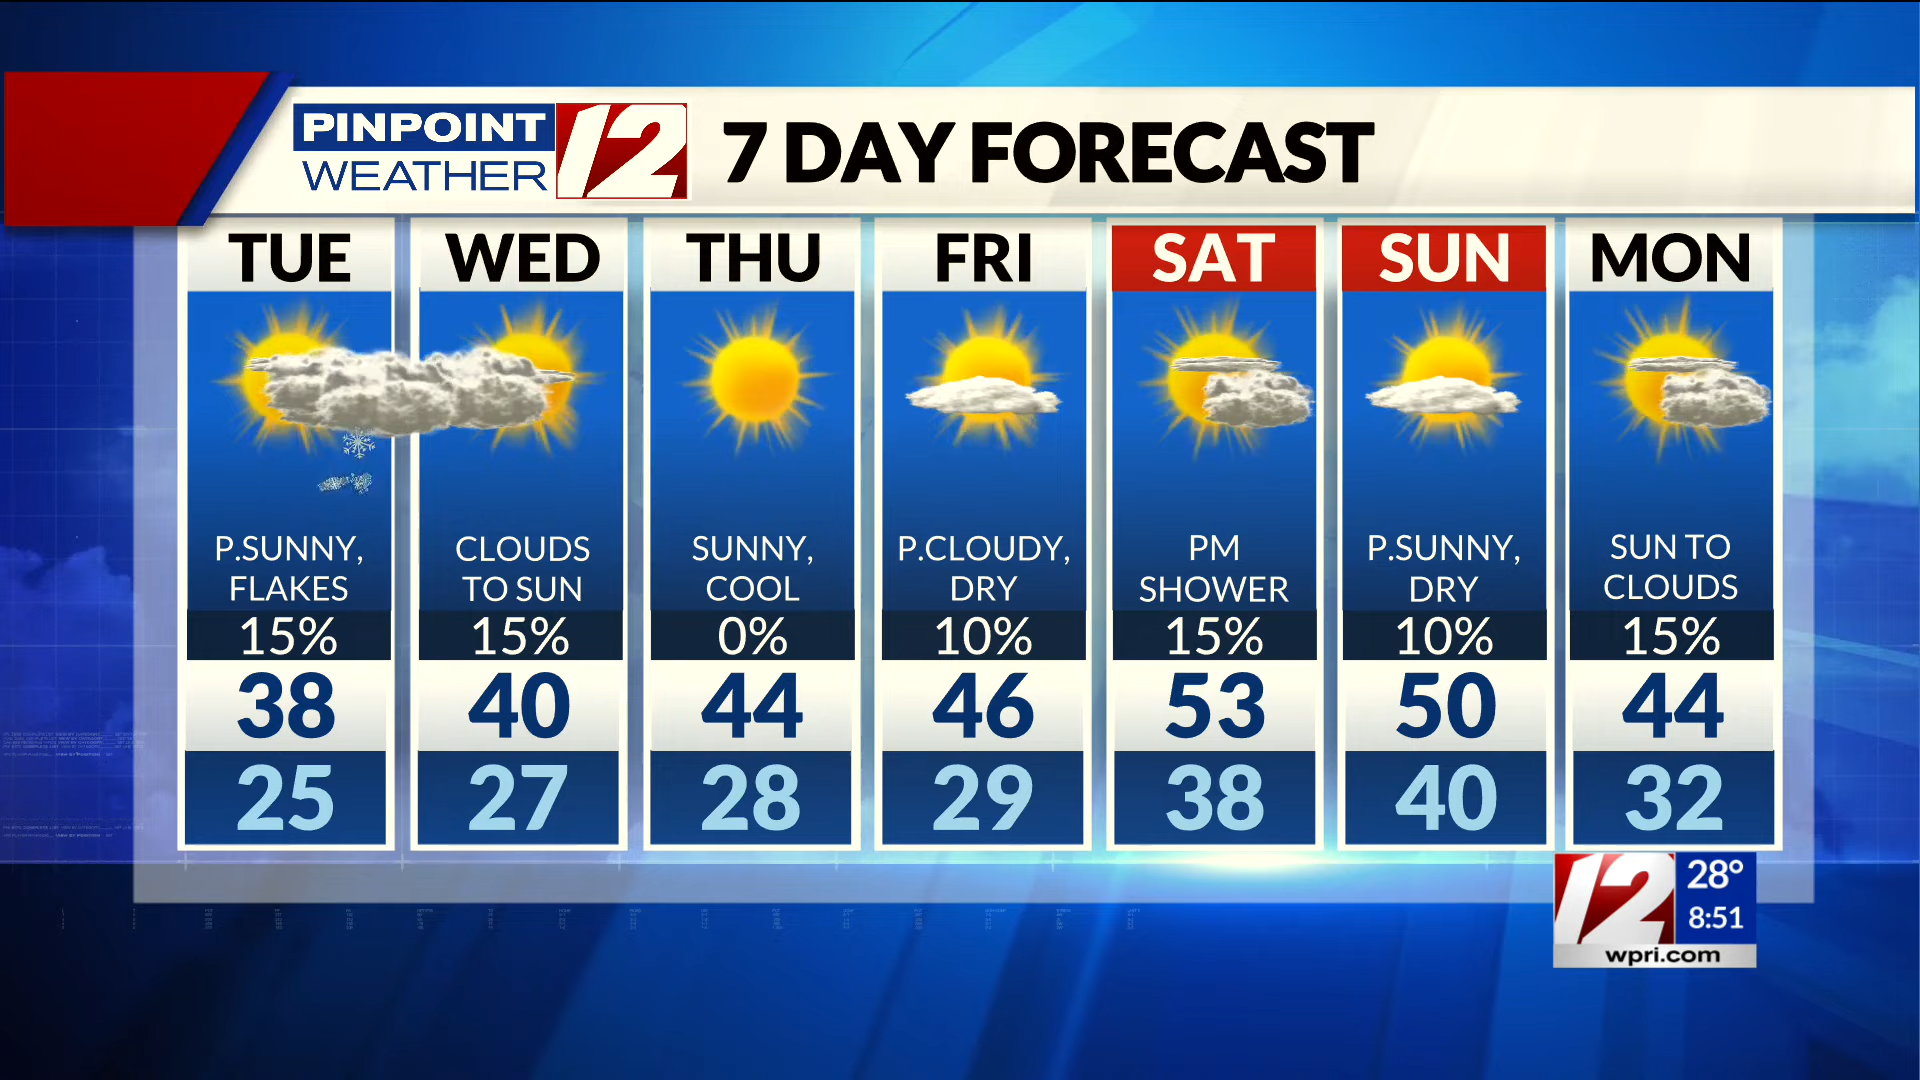 PINPOINT
WEATHER
12
7 DAY FORECAST
TUE
P.SUNNY,
FLAKES
15%
38
25
WED
CLOUDS
TO SUN
15%
40
27
THU
SUNNY,
COOL
0%
44
28
FRI
P.CLOUDY,
DRY
10%
46
29
SAT
PM
SHOWER
15%
53
38
SUN
P.SUNNY,
DRY
10%
50
40
MON
SUN TO
CLOUDS
15%
44
32
12
28°
8:51
wpri.com